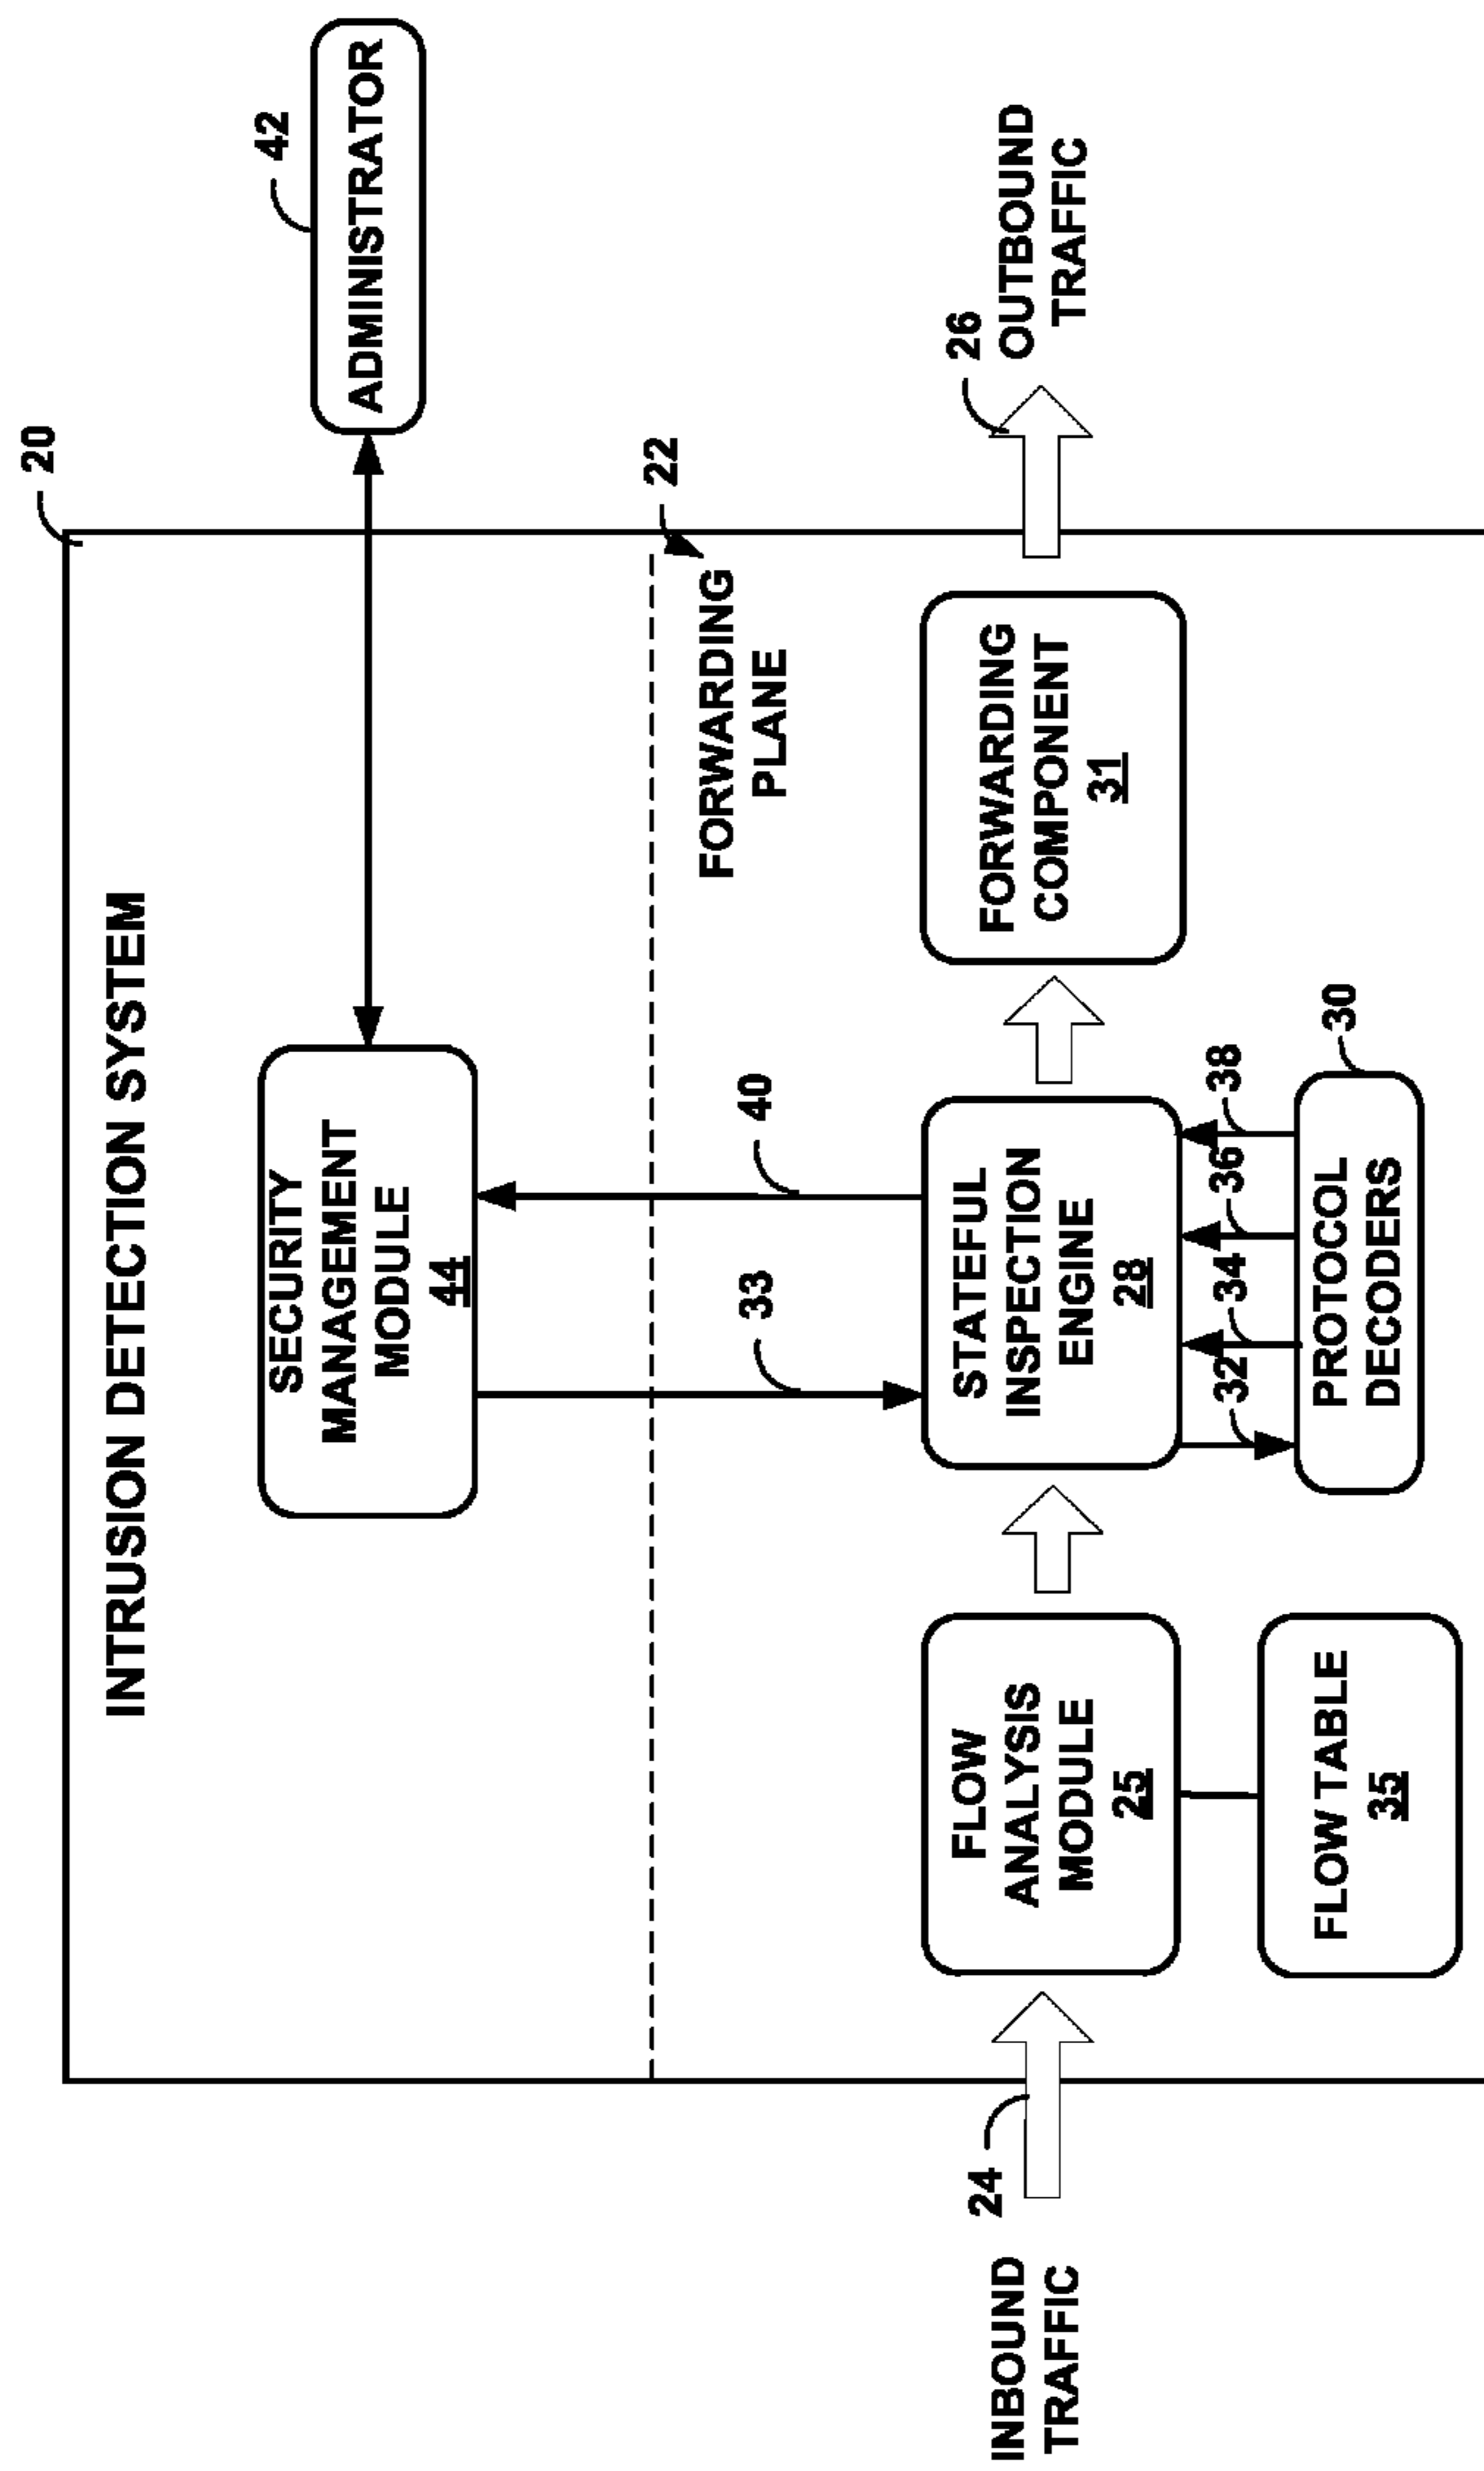 20
INTRUSION DETECTION SYSTEM
42
ADMINISTRATOR
SECURITY
MANAGEMENT
MODULE
44
22
FORWARDING
PLANE
33
40
INBOUND
TRAFFIC
24
FLOW
ANALYSIS
MODULE
25
STATEFUL
INSPECTION
ENGINE
28
FORWARDING
COMPONENT
31
26
OUTBOUND
TRAFFIC
32
34
36
38
30
FLOW TABLE
35
PROTOCOL
DECODERS